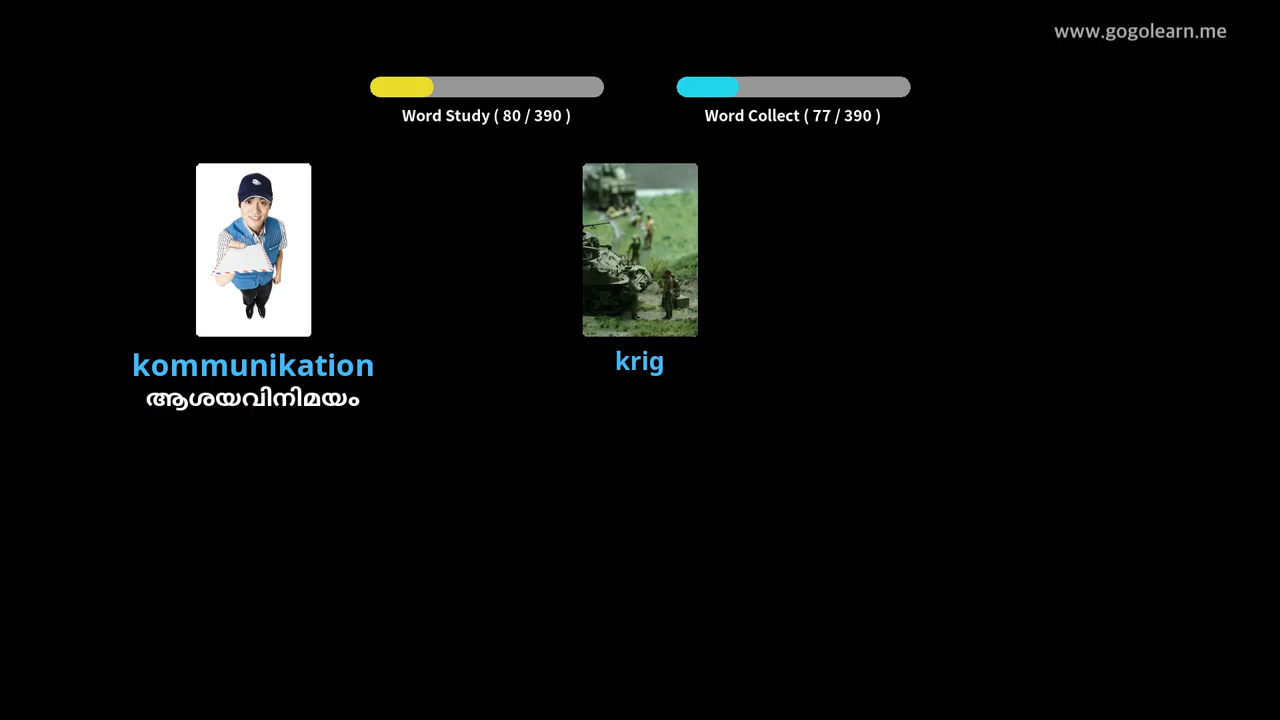 www.gogolearn.me
Word Study ( 80 / 390 )
Word Collect ( 77 / 390 )
kommunikation
ആശയവിനിമയം
krig